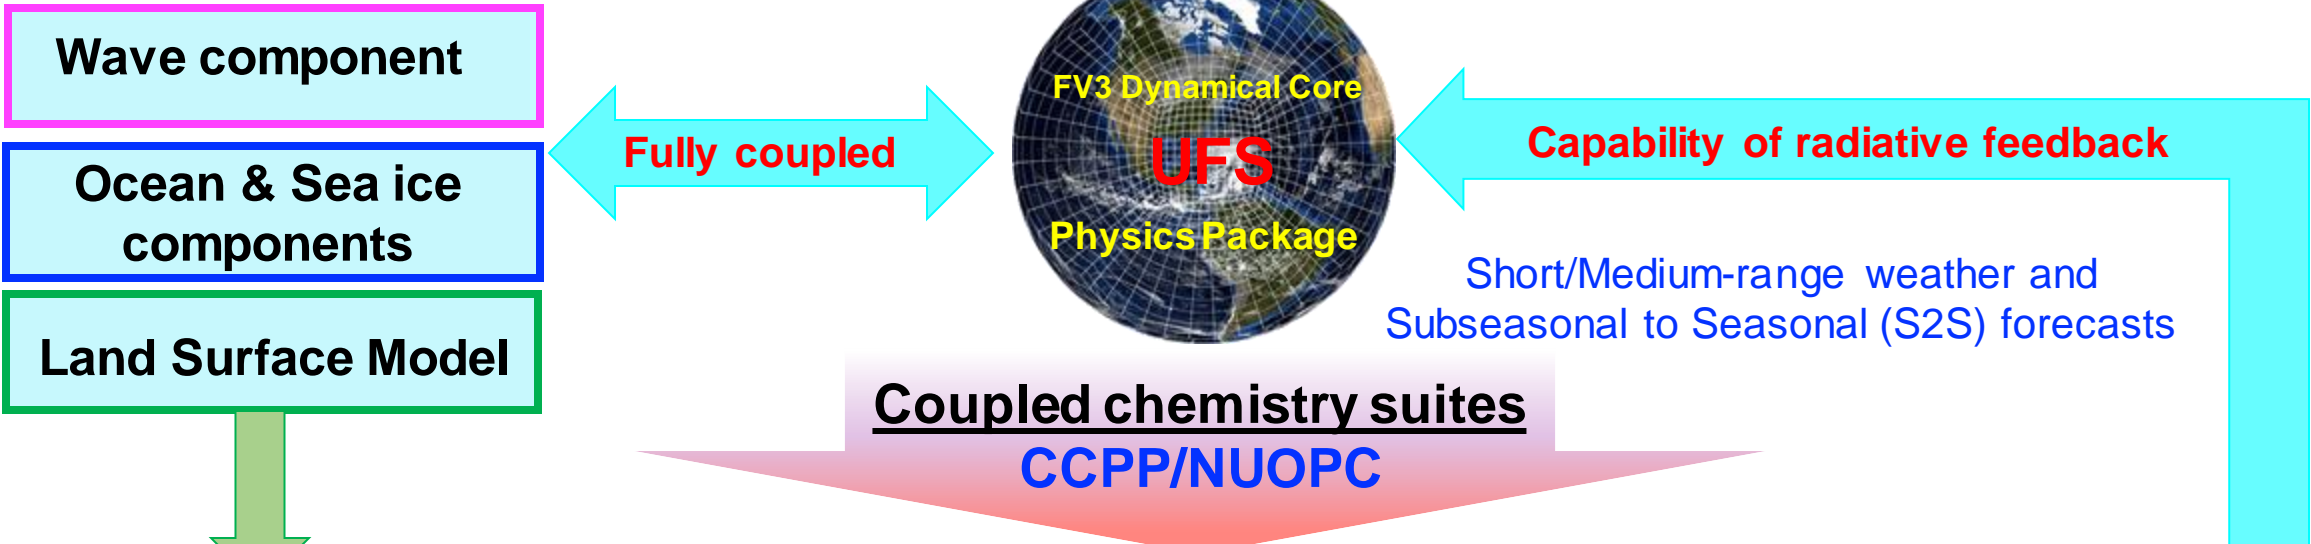 Wave component
Ocean & Sea ice
components
Land Surface Model
Fully coupled
FV3 Dynamical Core
UFS
Physics Package
Capability of radiative feedback
Short/Medium-range weather and
Subseasonal to Seasonal (S2S) forecasts
Coupled chemistry suites
CCPP/NUOPC